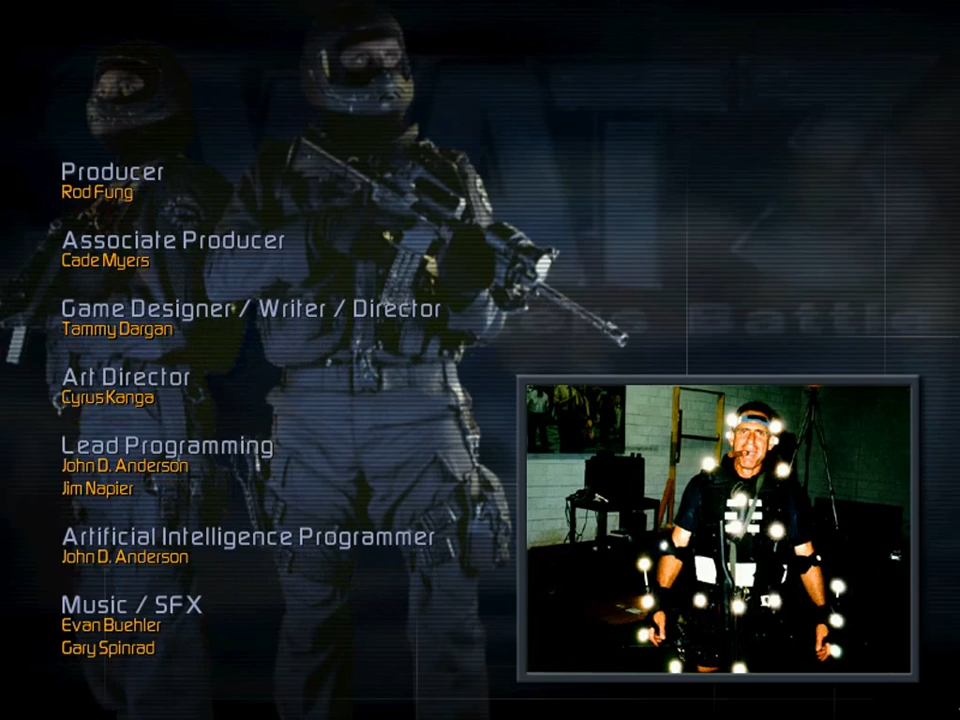 Producer
Rod Fung
Associate Producer
Cade Myers
Game Designer / Writer / Director
Tammy Dargan
Art Director
Cyrus Kanga
Lead Programming
John D. Anderson
Jim Napier
Artificial Intelligence Programmer
John D. Anderson
Music / SFX
Evan Buehler
Gary Spinrad